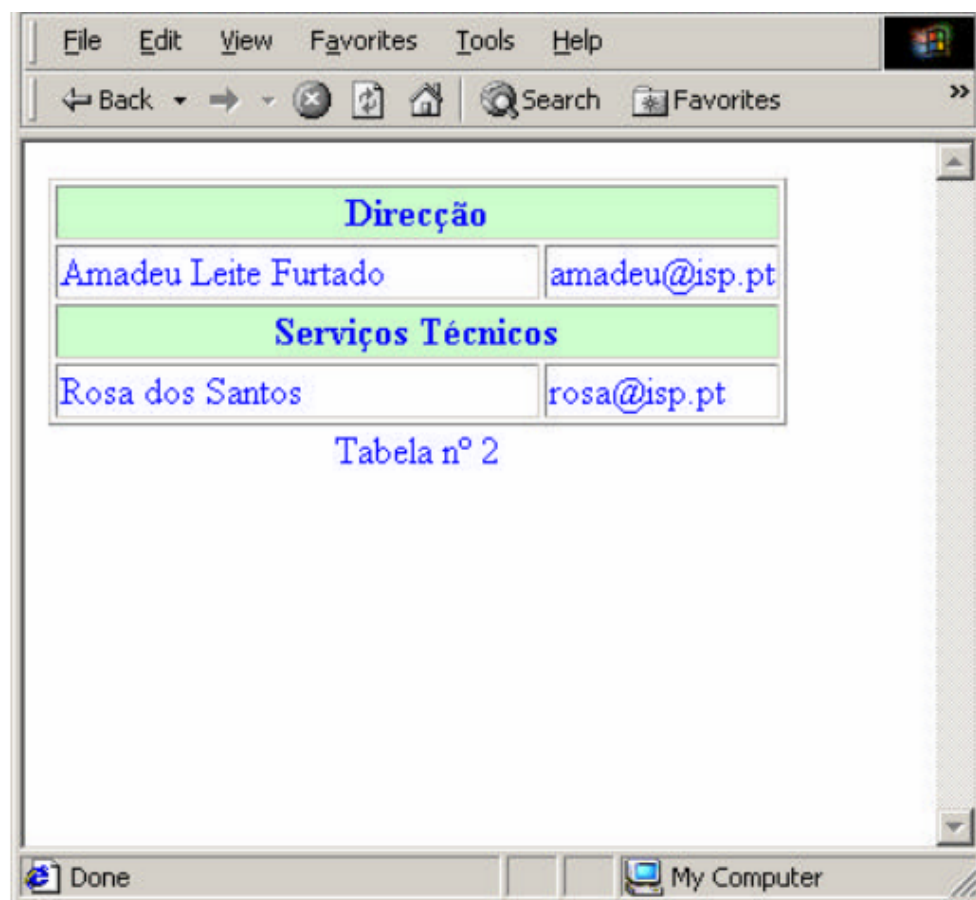 File Edit View Favorites Tools Help
Back Search Favorites »
Direcção
Amadeu Leite Furtado amadeu@isp.pt
Serviços Técnicos
Rosa dos Santos rosa@isp.pt
Tabela nº 2
Done My Computer